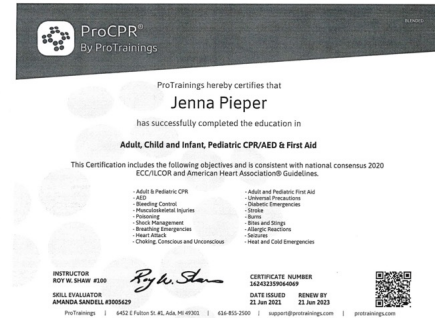 ProCPR®
By ProTrainings
BLENDED
ProTrainings hereby certifies that
Jenna Pieper
has successfully completed the education in
Adult, Child and Infant, Pediatric CPR/AED & First Aid
This Certification includes the following objectives and is consistent with national consensus 2020
ECC/ILCOR and American Heart Association® Guidelines.
- Adult & Pediatric CPR
- AED
- Bleeding Control
- Musculoskeletal Injuries
- Poisoning
- Shock Management
- Breathing Emergencies
- Heart Attack
- Choking, Conscious and Unconscious
- Adult and Pediatric First Aid
- Universal Precautions
- Diabetic Emergencies
- Stroke
- Burns
- Bites and Stings
- Allergic Reactions
- Seizures
- Heat and Cold Emergencies
INSTRUCTOR
ROY W. SHAW #100
Roy W. Shaw
SKILL EVALUATOR
AMANDA SANDELL #3005629
CERTIFICATE NUMBER
162432359064069
DATE ISSUED RENEW BY
21 Jun 2021 21 Jun 2023
ProTrainings | 6452 E Fulton St. #1, Ada, MI 49301 | 616-855-2500 | support@protrainings.com | protrainings.com